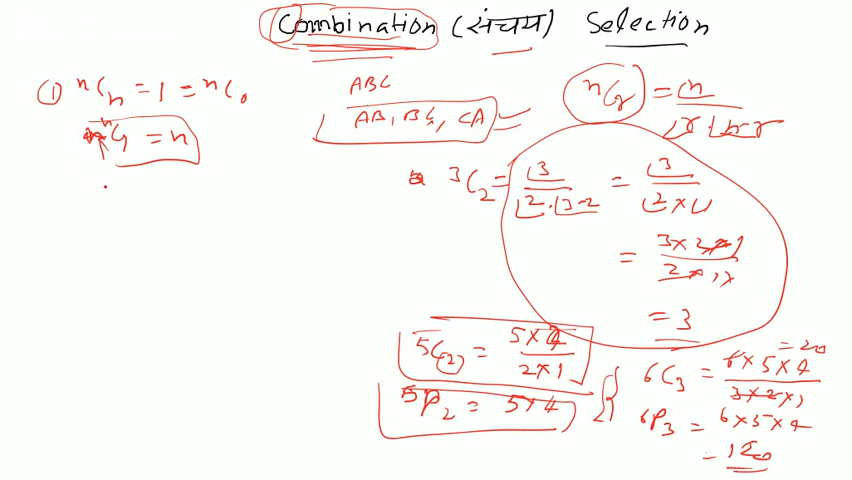 Combination (संचय) Selection
① ⁿCₙ = 1 = ⁿC₀
ⁿC₁ = n
ABC
AB, BC, CA
ⁿCᵣ = |n / |r · |n-r
³C₂ = |3 / |2 · |3-2 = |3 / |2 × |1
= 3×2×1 / 2×1×1
= 3
5C₂ = 5×4 / 2×1
5P₂ = 5×4
6C₃ = 6×5×4 / 3×2×1 = 20
6P₃ = 6×5×4
= 120